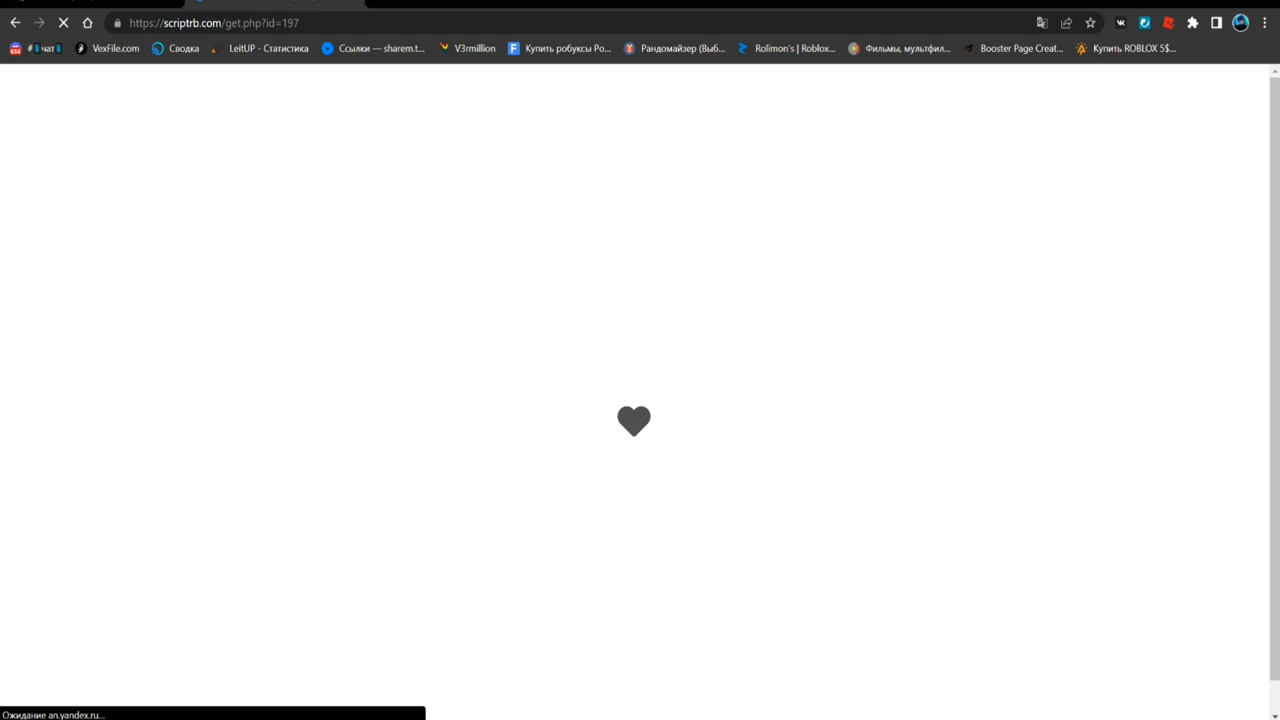 https://scriptrb.com/get.php?id=197
#чат VexFile.com Сводка LeitUP - Статистика Ссылки — sharem.t... V3rmillion Купить робуксы Ро... Рандомайзер (Выб... Rolimon's | Roblox... Фильмы, мультфил... Booster Page Creat... Купить ROBLOX 5$...
Ожидание an.yandex.ru...